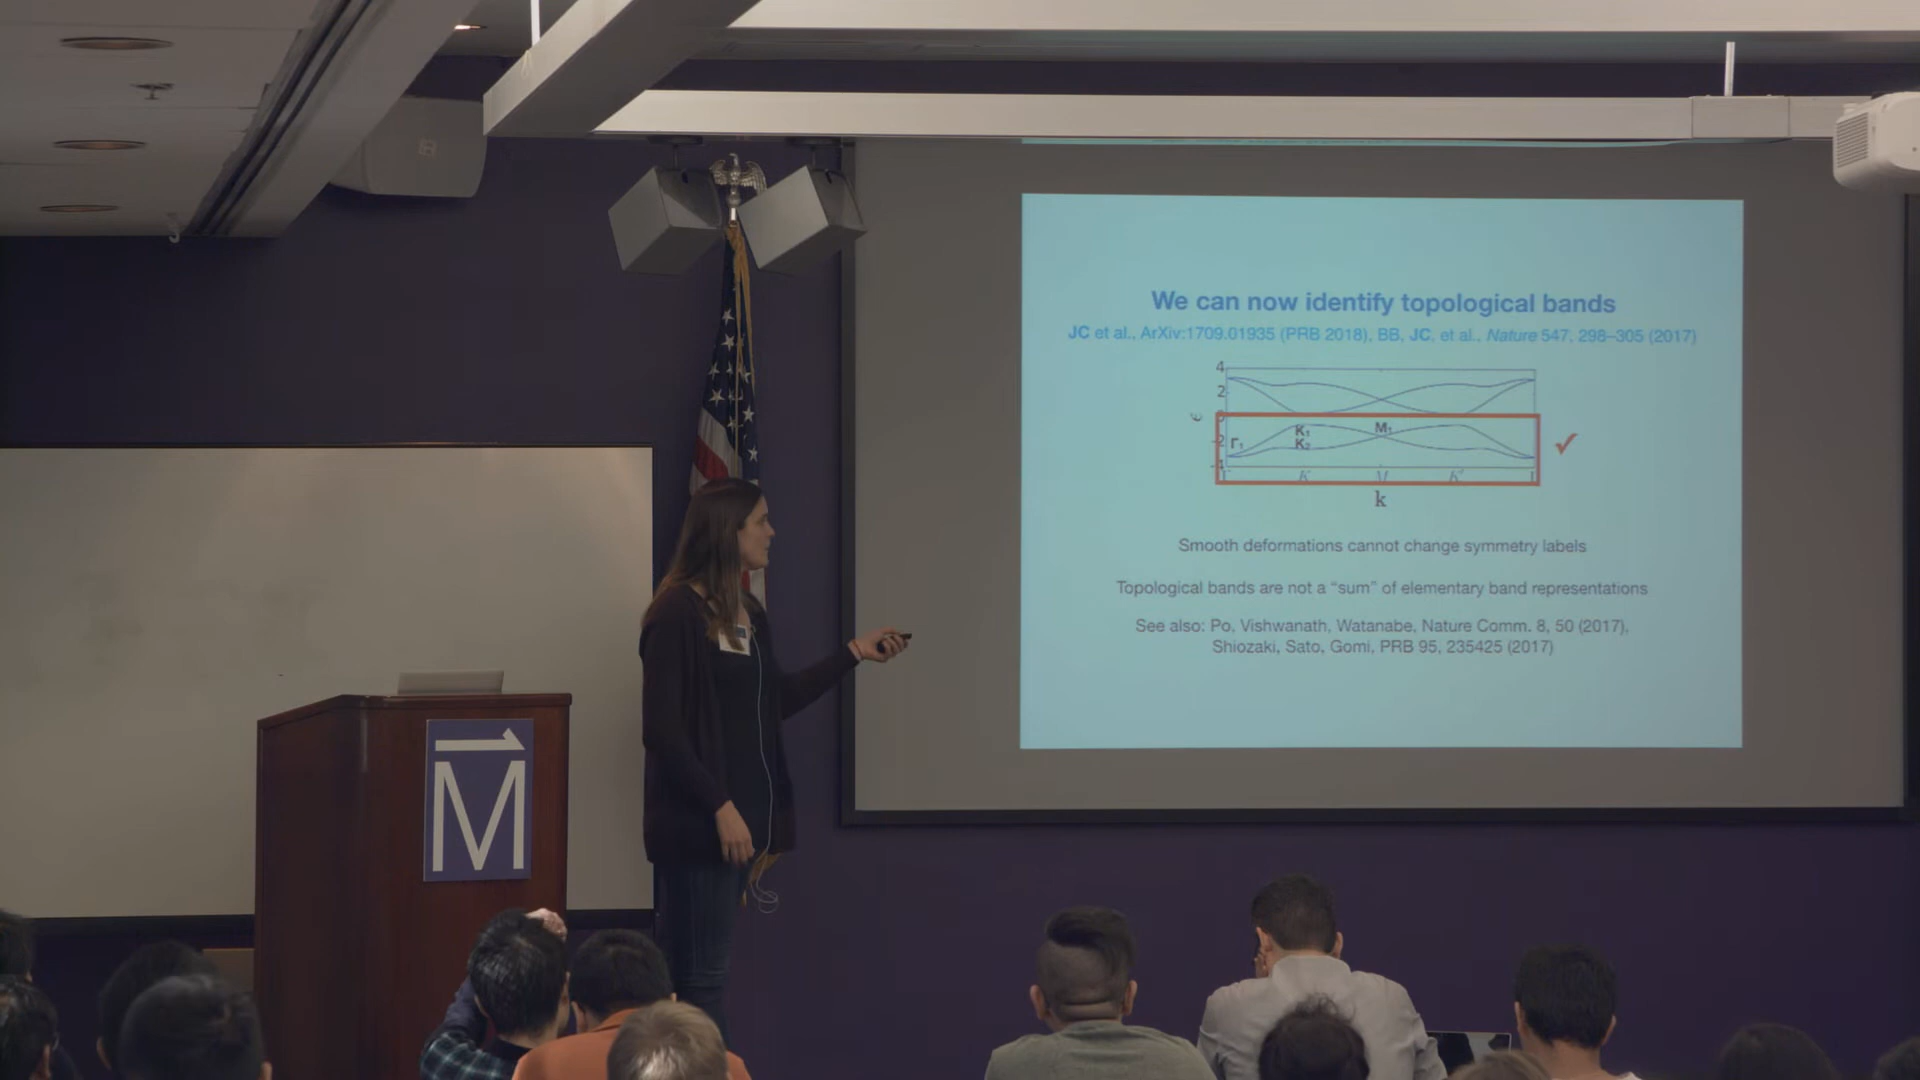 We can now identify topological bands
JC et al., ArXiv:1709.01935 (PRB 2018), BB, JC, et al., Nature 547, 298–305 (2017)
4
2
0
ϵ
K₁
M₁
-2
Γ₁
K₂
K
M
K'
Γ
k
Smooth deformations cannot change symmetry labels
Topological bands are not a “sum” of elementary band representations
See also: Po, Vishwanath, Watanabe, Nature Comm. 8, 50 (2017),
Shiozaki, Sato, Gomi, PRB 95, 235425 (2017)
M